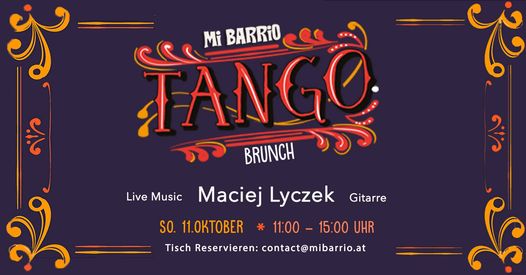 Mi BARRiO
TANGO
BRUNCH
Live Music Maciej Lyczek Gitarre
SO. 11.OKTOBER * 11:00 – 15:00 UHR
Tisch Reservieren: contact@mibarrio.at